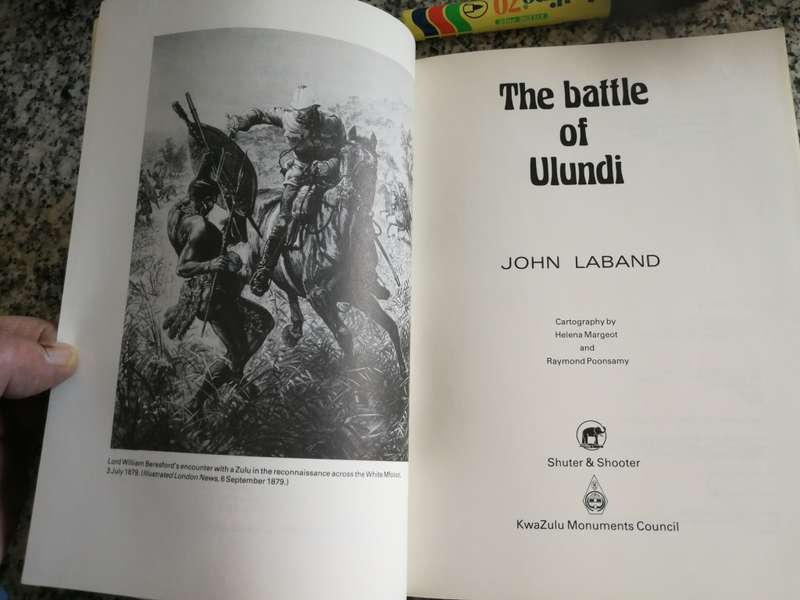 Lord William Beresford's encounter with a Zulu in the reconnaissance across the White Mfolozi,
3 July 1879. (Illustrated London News, 6 September 1879.)
The battle
of
Ulundi
JOHN LABAND
Cartography by
Helena Margeot
and
Raymond Poonsamy
Shuter & Shooter
KwaZulu Monuments Council